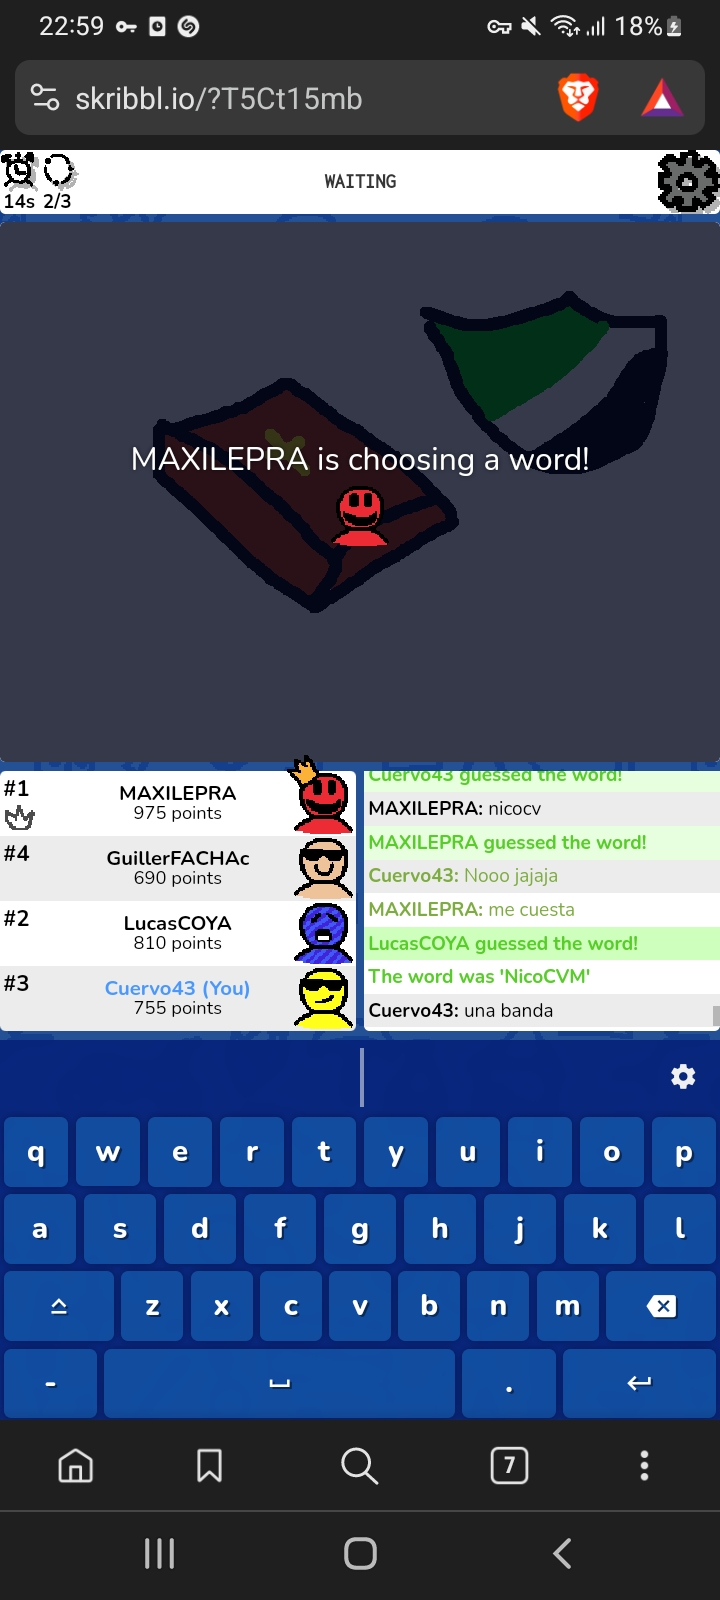 22:59
18%
skribbl.io/?T5Ct15mb
14s 2/3
WAITING
MAXILEPRA is choosing a word!
#1
MAXILEPRA
975 points
#4
GuillerFACHAc
690 points
#2
LucasCOYA
810 points
#3
Cuervo43 (You)
755 points
Cuervo43 guessed the word!
MAXILEPRA: nicocv
MAXILEPRA guessed the word!
Cuervo43: Nooo jajaja
MAXILEPRA: me cuesta
LucasCOYA guessed the word!
The word was 'NicoCVM'
Cuervo43: una banda
q w e r t y u i o p
a s d f g h j k l
z x c v b n m
- .
7